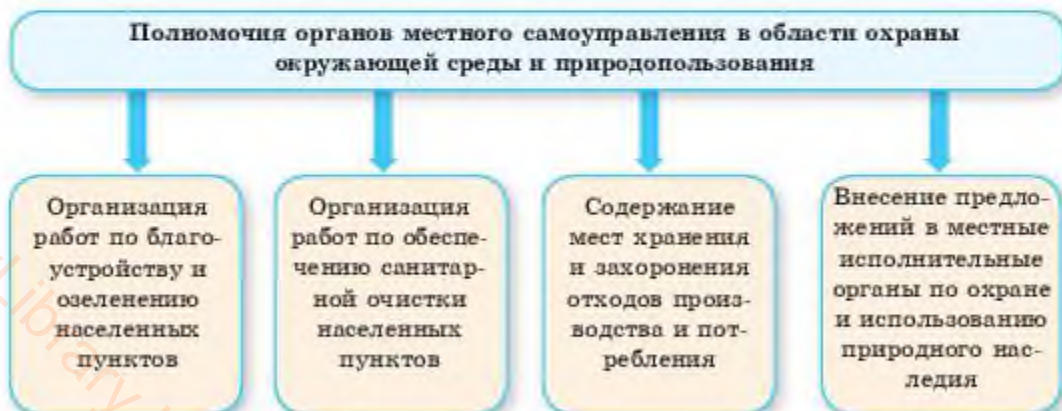 Полномочия органов местного самоуправления в области охраны
окружающей среды и природопользования
Организация
работ по благо-
устройству и
озеленению
населенных
пунктов
Организация
работ по обеспе-
чению санитар-
ной очистки
населенных
пунктов
Содержание
мест хранения
и захоронения
отходов произ-
водства и пот-
ребления
Внесение предло-
жений в местные
исполнительные
органы по охране
и использованию
природного нас-
ледия
Library